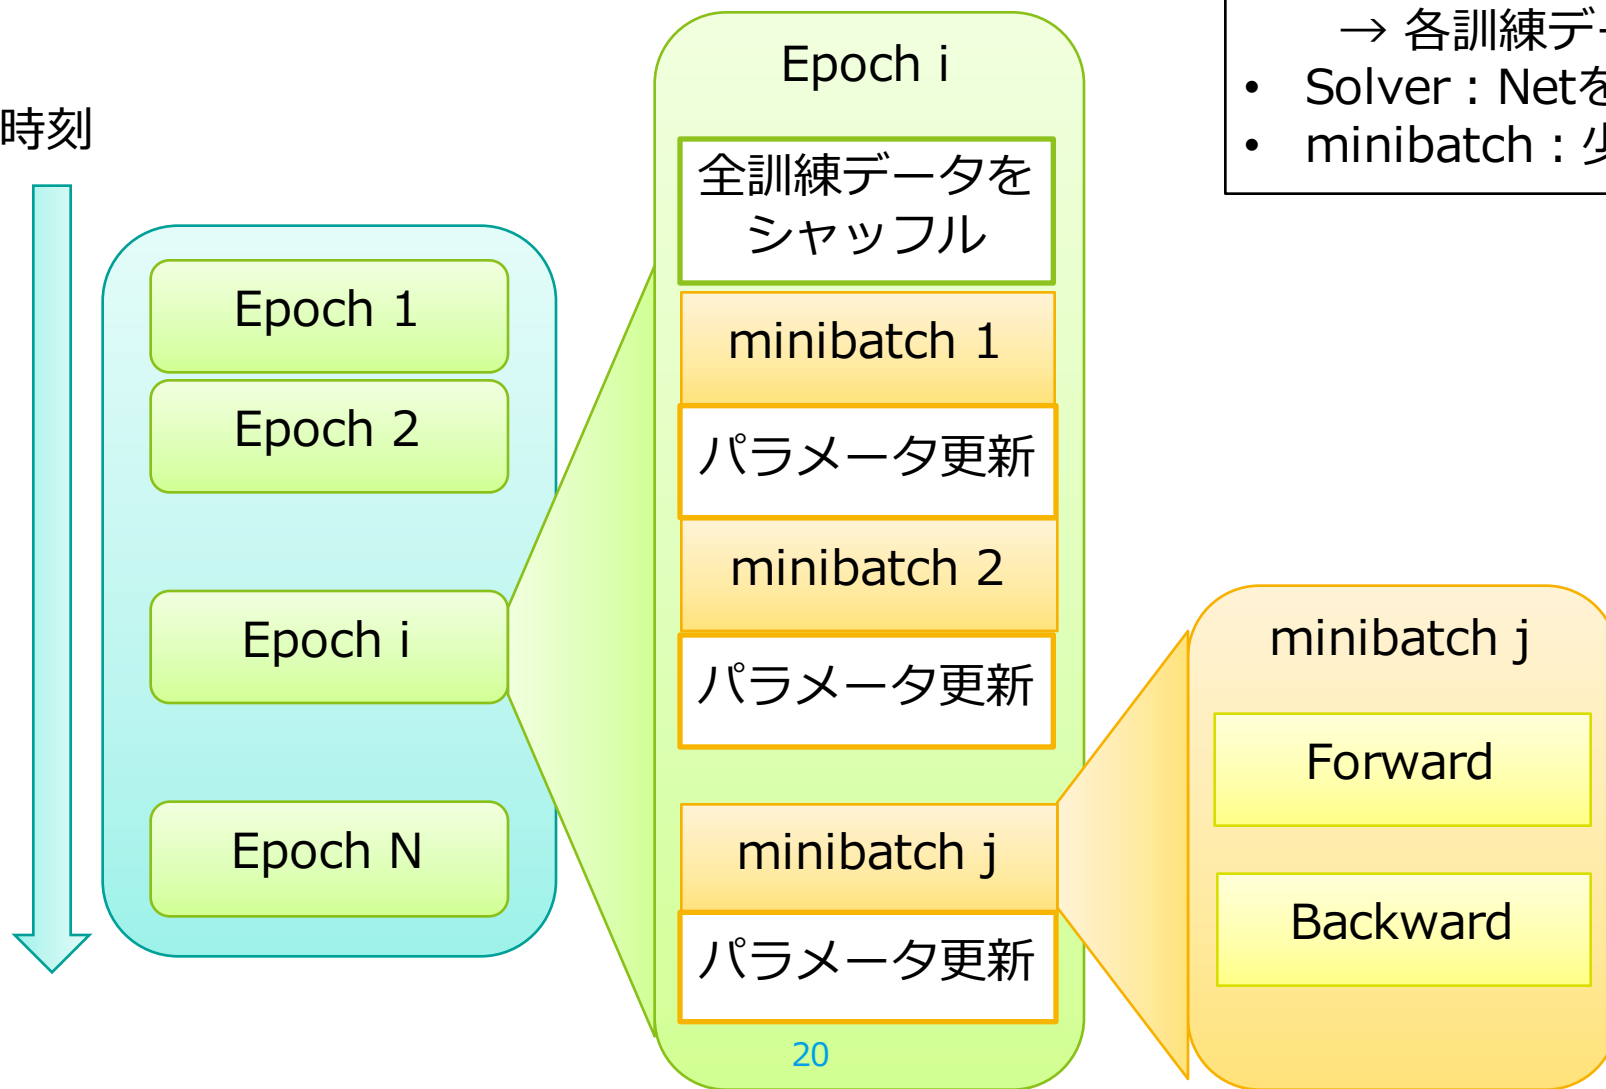 時刻
Epoch 1
Epoch 2
Epoch i
Epoch N
Epoch i
全訓練データを
シャッフル
minibatch 1
パラメータ更新
minibatch 2
パラメータ更新
minibatch j
パラメータ更新
20
→ 各訓練デー
• Solver：Netを
• minibatch：少
minibatch j
Forward
Backward